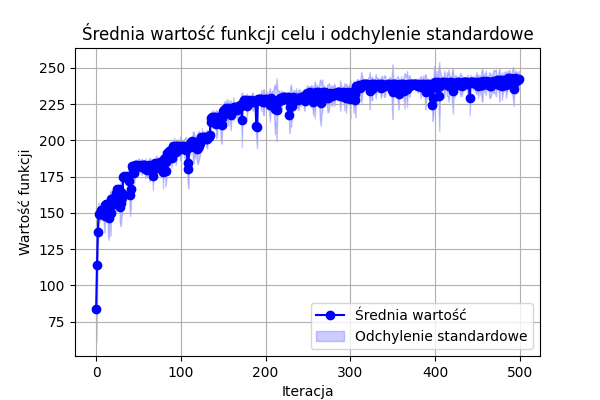 Średnia wartość funkcji celu i odchylenie standardowe
Wartość funkcji
250
225
200
175
150
125
100
75
0
100
200
300
400
500
Iteracja
Średnia wartość
Odchylenie standardowe